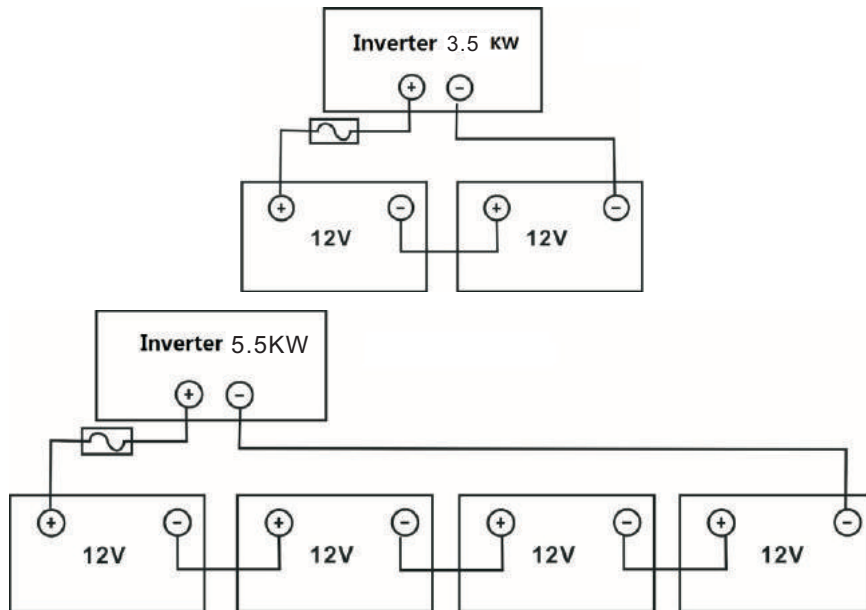 Inverter 3.5 KW
+ −
+ − + −
12V 12V
Inverter 5.5KW
+ −
+ − + − + − + −
12V 12V 12V 12V